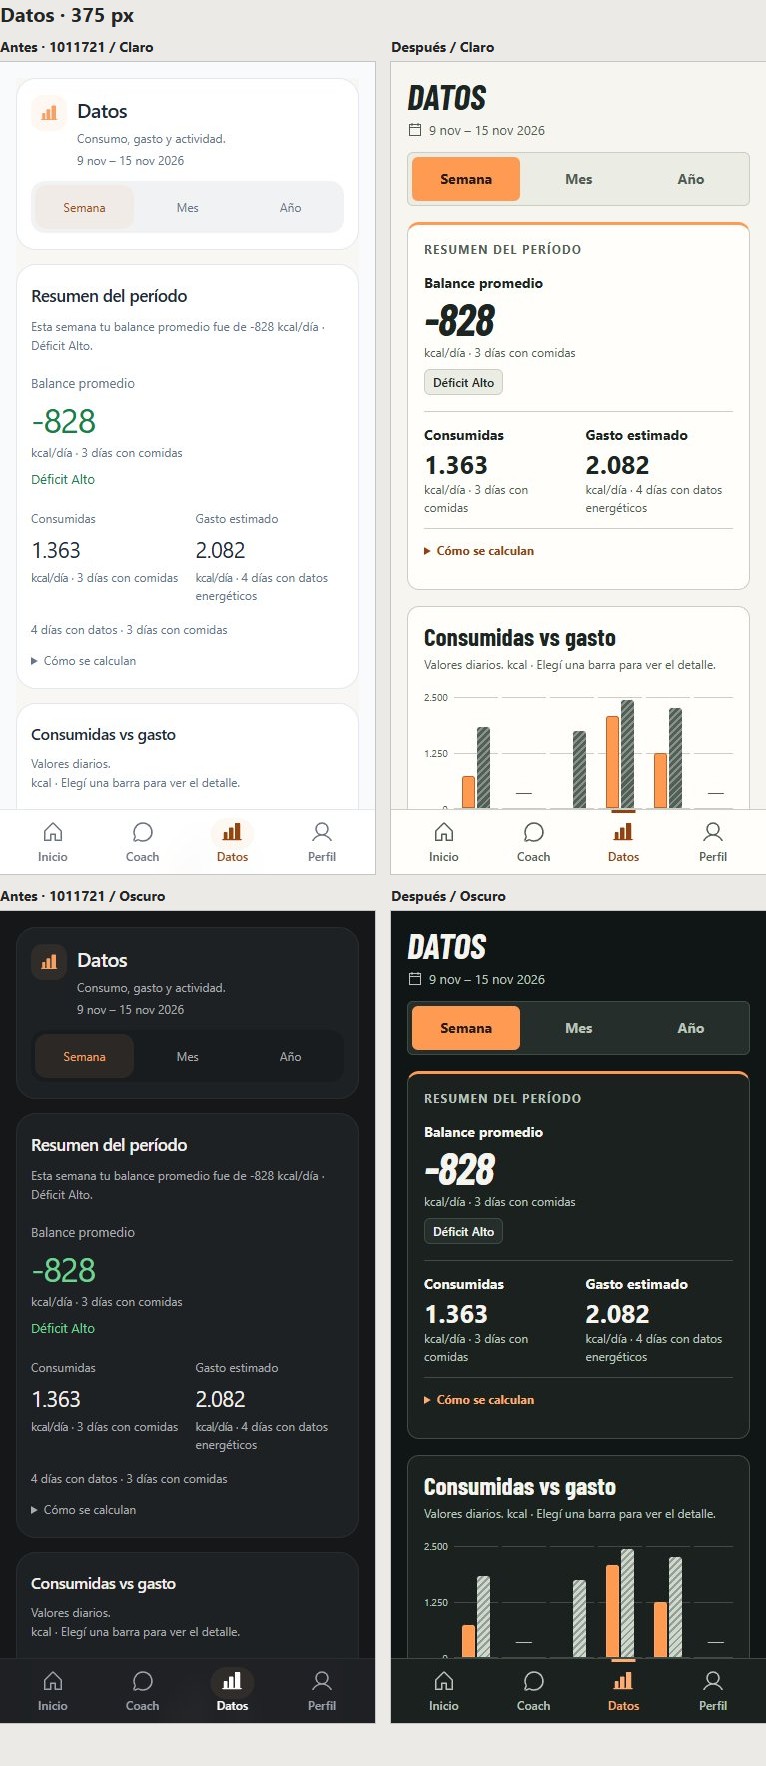 Datos · 375 px
Antes · 1011721 / Claro
Datos
Consumo, gasto y actividad.
9 nov – 15 nov 2026
Semana Mes Año
Resumen del período
Esta semana tu balance promedio fue de -828 kcal/día ·
Déficit Alto.
Balance promedio
-828
kcal/día · 3 días con comidas
Déficit Alto
Consumidas Gasto estimado
1.363 2.082
kcal/día · 3 días con comidas kcal/día · 4 días con datos
energéticos
4 días con datos · 3 días con comidas
▶ Cómo se calculan
Consumidas vs gasto
Valores diarios.
kcal · Elegí una barra para ver el detalle.
Inicio Coach Datos Perfil
Después / Claro
DATOS
9 nov – 15 nov 2026
Semana Mes Año
RESUMEN DEL PERÍODO
Balance promedio
-828
kcal/día · 3 días con comidas
Déficit Alto
Consumidas Gasto estimado
1.363 2.082
kcal/día · 3 días con kcal/día · 4 días con datos
comidas energéticos
▶ Cómo se calculan
Consumidas vs gasto
Valores diarios. kcal · Elegí una barra para ver el detalle.
2.500
1.250
0
Inicio Coach Datos Perfil
Antes · 1011721 / Oscuro
Datos
Consumo, gasto y actividad.
9 nov – 15 nov 2026
Semana Mes Año
Resumen del período
Esta semana tu balance promedio fue de -828 kcal/día ·
Déficit Alto.
Balance promedio
-828
kcal/día · 3 días con comidas
Déficit Alto
Consumidas Gasto estimado
1.363 2.082
kcal/día · 3 días con comidas kcal/día · 4 días con datos
energéticos
4 días con datos · 3 días con comidas
▶ Cómo se calculan
Consumidas vs gasto
Valores diarios.
kcal · Elegí una barra para ver el detalle.
Inicio Coach Datos Perfil
Después / Oscuro
DATOS
9 nov – 15 nov 2026
Semana Mes Año
RESUMEN DEL PERÍODO
Balance promedio
-828
kcal/día · 3 días con comidas
Déficit Alto
Consumidas Gasto estimado
1.363 2.082
kcal/día · 3 días con kcal/día · 4 días con datos
comidas energéticos
▶ Cómo se calculan
Consumidas vs gasto
Valores diarios. kcal · Elegí una barra para ver el detalle.
2.500
1.250
0
Inicio Coach Datos Perfil